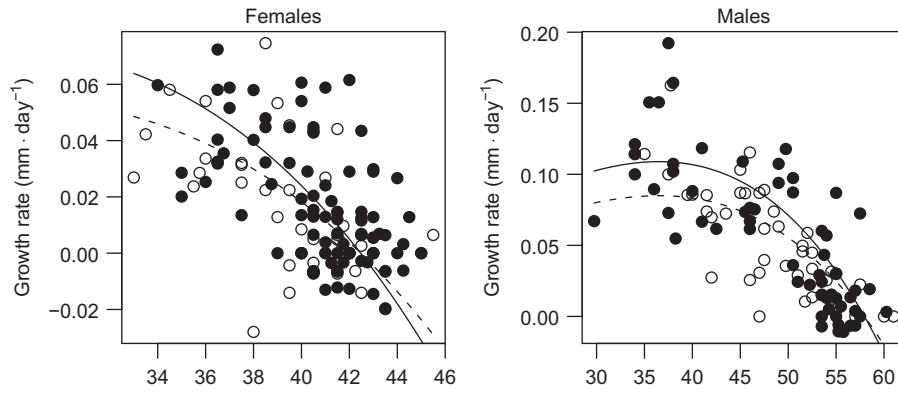 Females
Growth rate (mm · day⁻¹)
0.06
0.04
0.02
0.00
−0.02
34 36 38 40 42 44 46
Males
Growth rate (mm · day⁻¹)
0.20
0.15
0.10
0.05
0.00
30 35 40 45 50 55 60